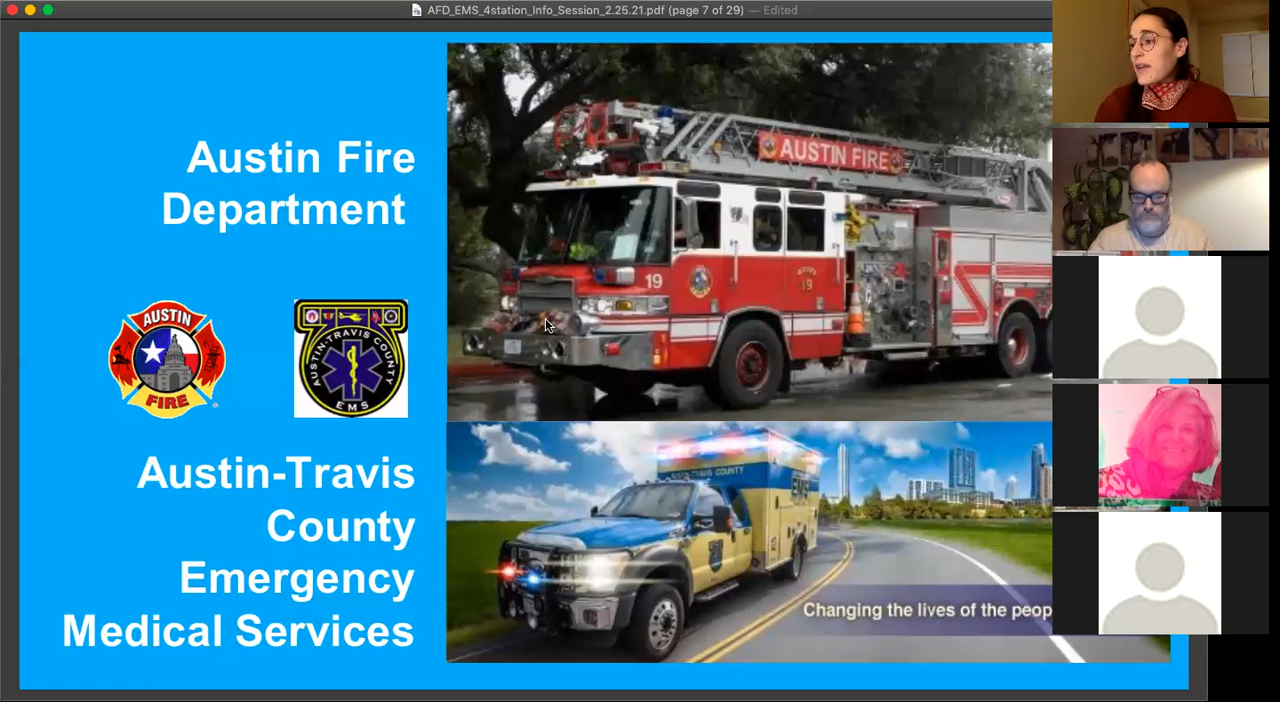 AFD_EMS_4station_Info_Session_2.25.21.pdf (page 7 of 29) — Edited
Austin Fire
Department
AUSTIN
FIRE
AUSTIN-TRAVIS COUNTY
EMS
Austin-Travis
County
Emergency
Medical Services
AUSTIN FIRE
19
19
AUSTIN-TRAVIS COUNTY
EMS
Changing the lives of the peop